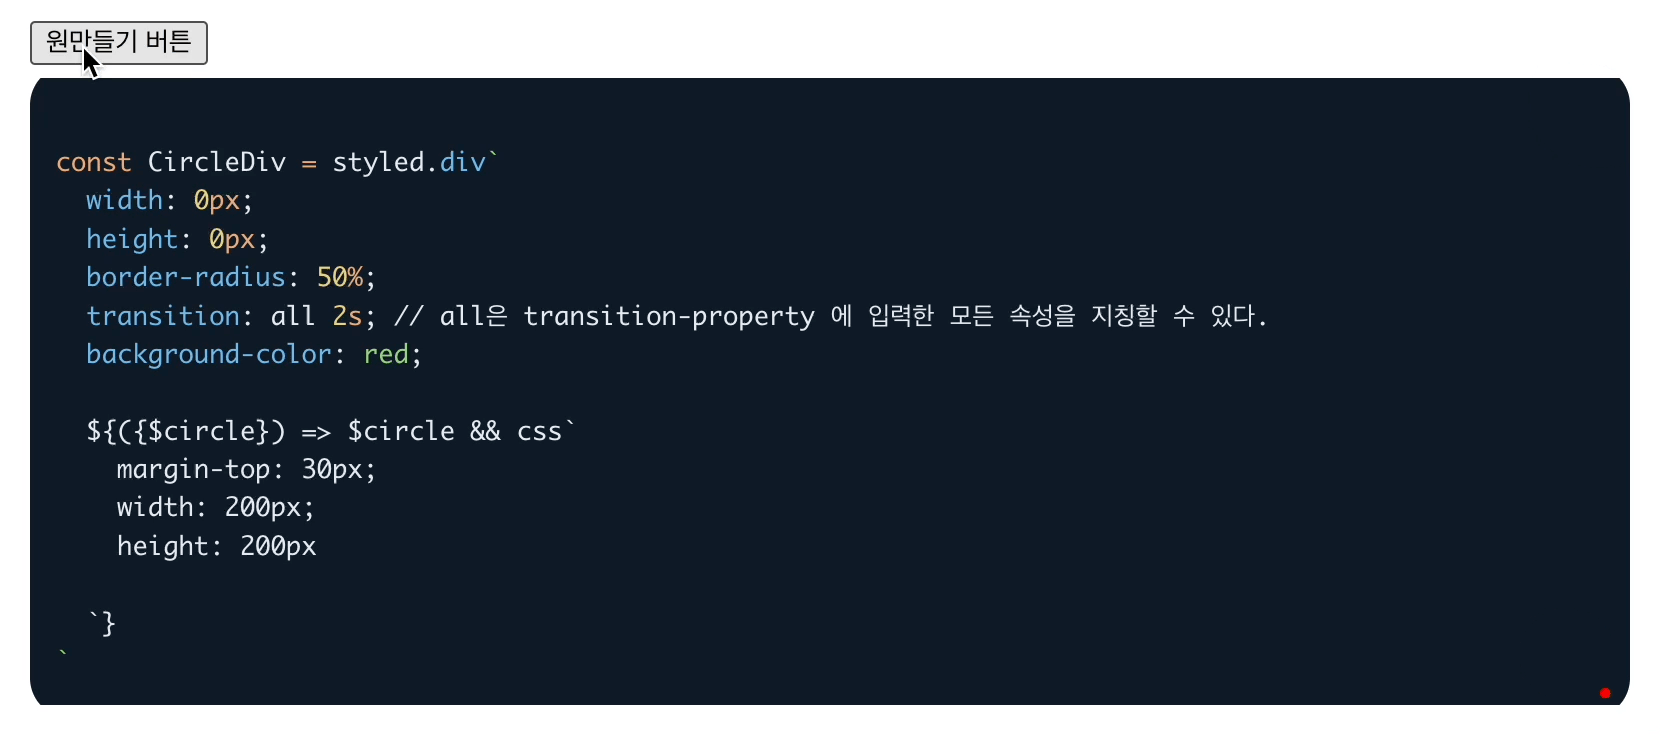 원만들기 버튼
const CircleDiv = styled.div`
  width: 0px;
  height: 0px;
  border-radius: 50%;
  transition: all 2s; // all은 transition-property 에 입력한 모든 속성을 지칭할 수 있다.
  background-color: red;
  ${({$circle}) => $circle && css`
    margin-top: 30px;
    width: 200px;
    height: 200px
  `}
`